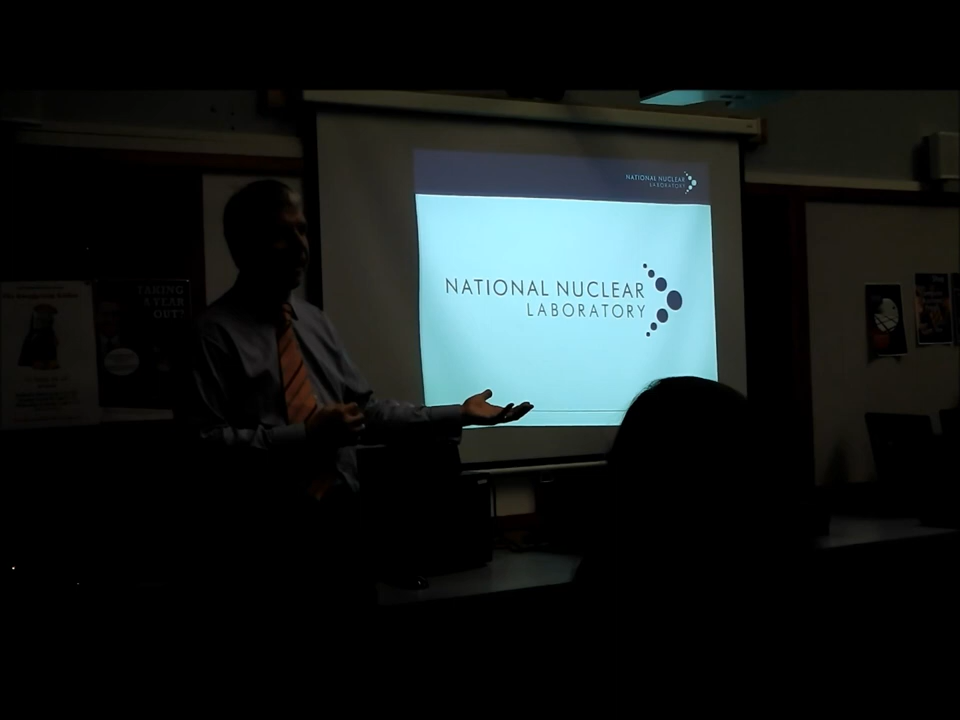 NATIONAL NUCLEAR
LABORATORY
NATIONAL NUCLEAR
LABORATORY
TAKING
A YEAR
OUT?